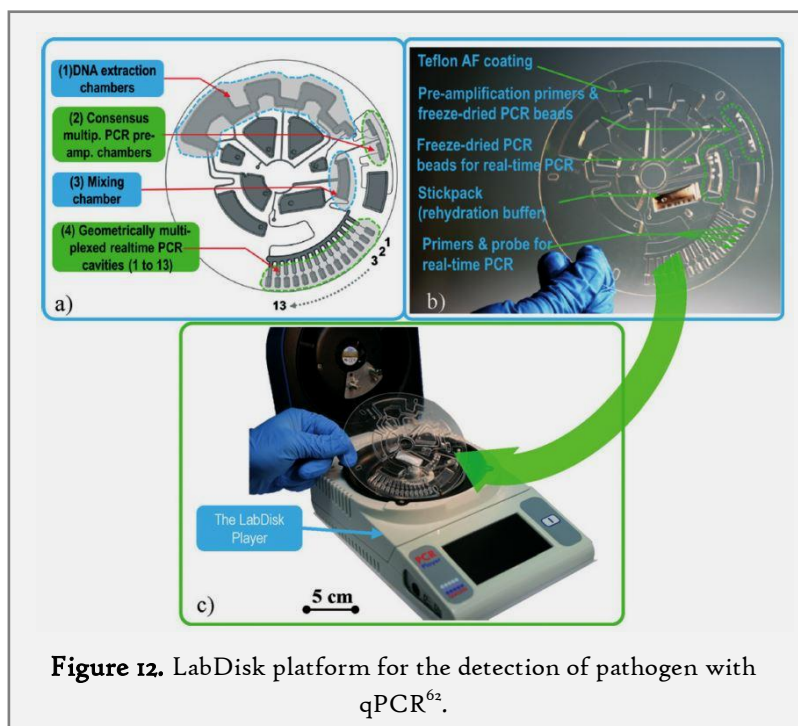 (1)DNA extraction
chambers
(2) Consensus
multip. PCR pre-
amp. chambers
(3) Mixing
chamber
(4) Geometrically multi-
plexed realtime PCR
cavities (1 to 13)
1
2
3
13
a)
Teflon AF coating
Pre-amplification primers &
freeze-dried PCR beads
Freeze-dried PCR
beads for real-time PCR
Stickpack
(rehydration buffer)
Primers & probe for
real-time PCR
b)
The LabDisk
Player
PCR
Player
5 cm
c)
Figure 12. LabDisk platform for the detection of pathogen with
qPCR⁶².